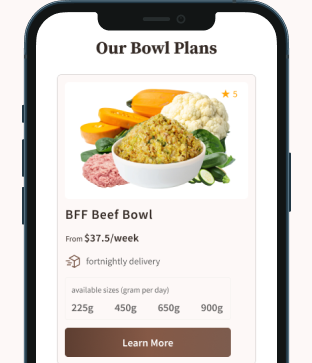 Our Bowl Plans
★ 5
BFF Beef Bowl
From $37.5/week
fortnightly delivery
available sizes (gram per day)
225g 450g 650g 900g
Learn More